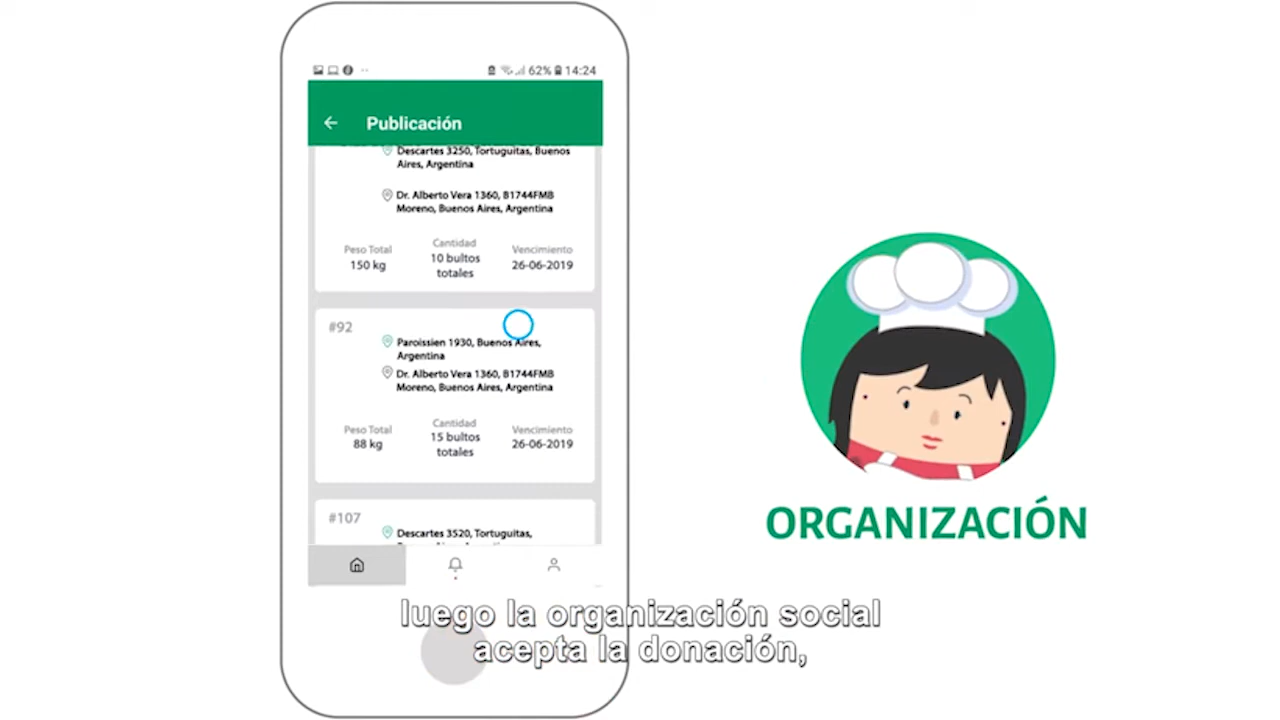 62% 14:24
Publicación
Descartes 3250, Tortuguitas, Buenos
Aires, Argentina
Dr. Alberto Vera 1360, B1744FMB
Moreno, Buenos Aires, Argentina
Peso Total
150 kg
Cantidad
10 bultos
totales
Vencimiento
26-06-2019
#92
Paroissien 1930, Buenos Aires,
Argentina
Dr. Alberto Vera 1360, B1744FMB
Moreno, Buenos Aires, Argentina
Peso Total
88 kg
Cantidad
15 bultos
totales
Vencimiento
26-06-2019
#107
Descartes 3520, Tortuguitas,
ORGANIZACIÓN
luego la organización social
acepta la donación,